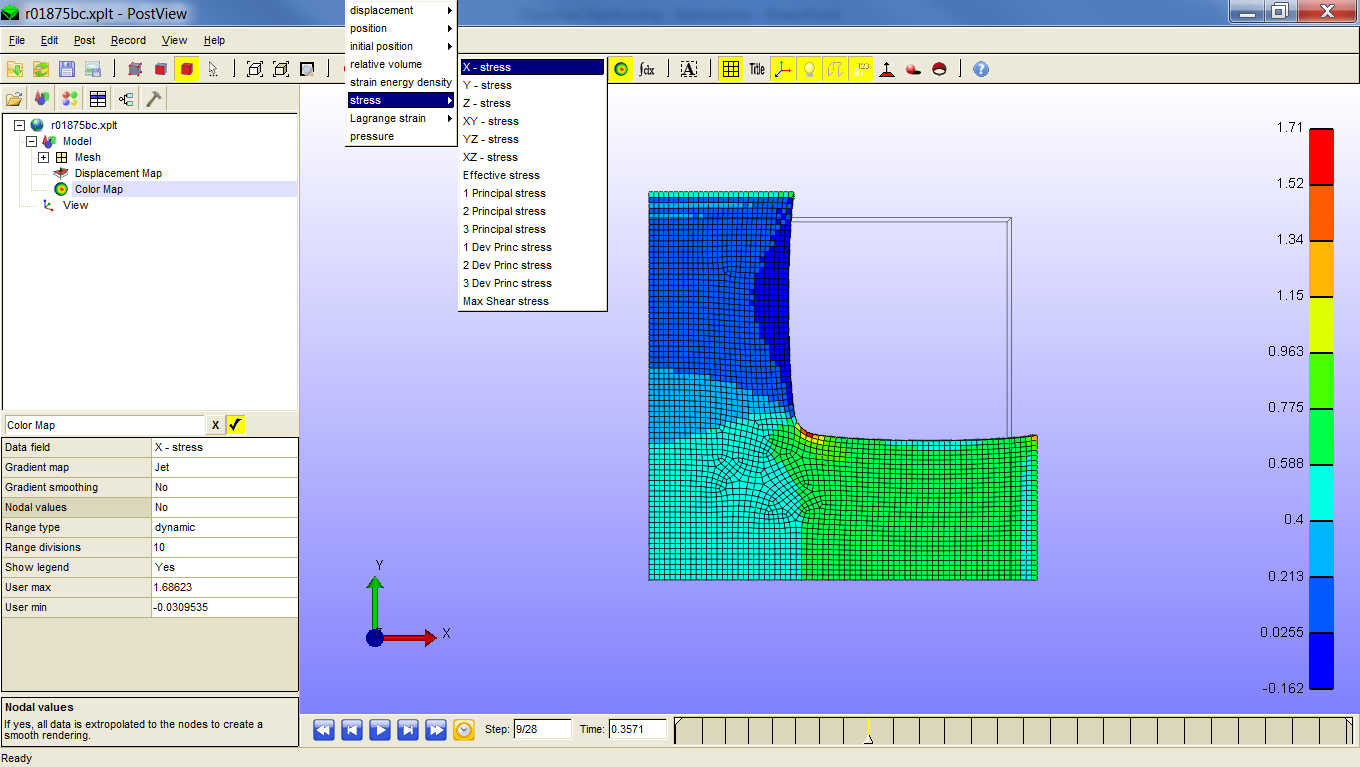 r01875bc.xplt - PostView
File Edit Post Record View Help
displacement
position
initial position
relative volume
strain energy density
stress
Lagrange strain
pressure
X - stress
Y - stress
Z - stress
XY - stress
YZ - stress
XZ - stress
Effective stress
1 Principal stress
2 Principal stress
3 Principal stress
1 Dev Princ stress
2 Dev Princ stress
3 Dev Princ stress
Max Shear stress
Title
r01875bc.xplt
Model
Mesh
Displacement Map
Color Map
View
Color Map X
Data field X - stress
Gradient map Jet
Gradient smoothing No
Nodal values No
Range type dynamic
Range divisions 10
Show legend Yes
User max 1.68623
User min -0.0309535
Nodal values
If yes, all data is extropolated to the nodes to create a
smooth rendering.
Y
X
1.71
1.52
1.34
1.15
0.963
0.775
0.588
0.4
0.213
0.0255
-0.162
Step: 9/28 Time: 0.3571
Ready